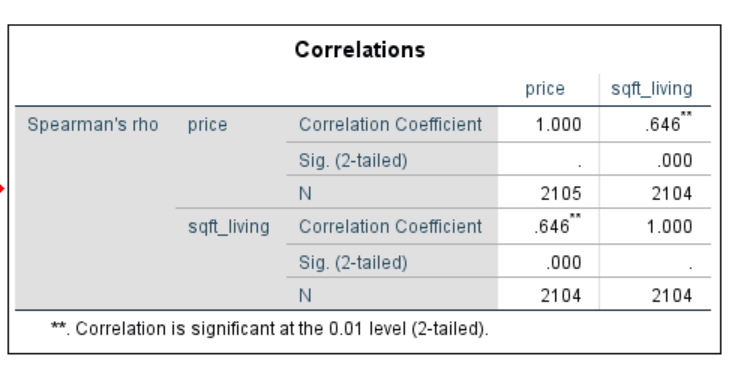 Correlations
price sqft_living
Spearman's rho price Correlation Coefficient 1.000 .646**
Sig. (2-tailed) . .000
N 2105 2104
sqft_living Correlation Coefficient .646** 1.000
Sig. (2-tailed) .000 .
N 2104 2104
**. Correlation is significant at the 0.01 level (2-tailed).